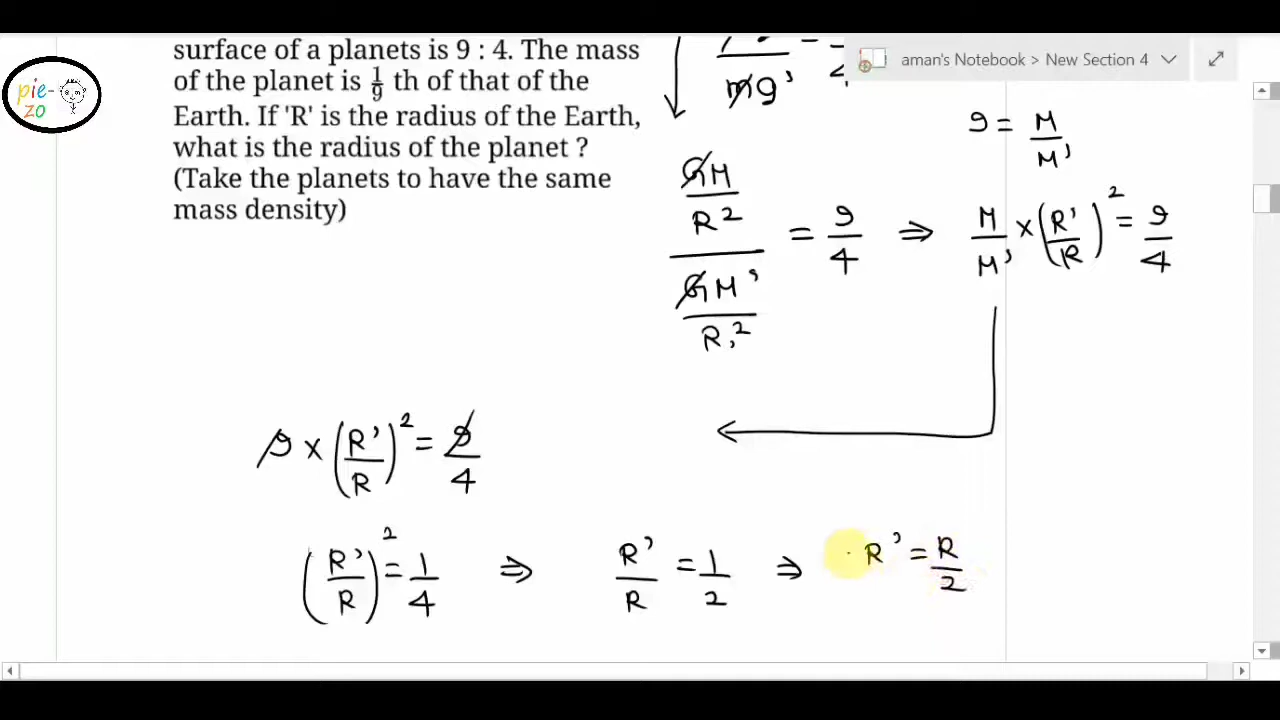 surface of a planets is 9 : 4. The mass
of the planet is 1/9 th of that of the
Earth. If 'R' is the radius of the Earth,
what is the radius of the planet ?
(Take the planets to have the same
mass density)
pie-
zo
aman's Notebook > New Section 4
mg'
9 = M/M'
GM/R² / GM'/R'² = 9/4 ⇒ M/M' × (R'/R)² = 9/4
9 × (R'/R)² = 9/4
(R'/R)² = 1/4 ⇒ R'/R = 1/2 ⇒ R' = R/2